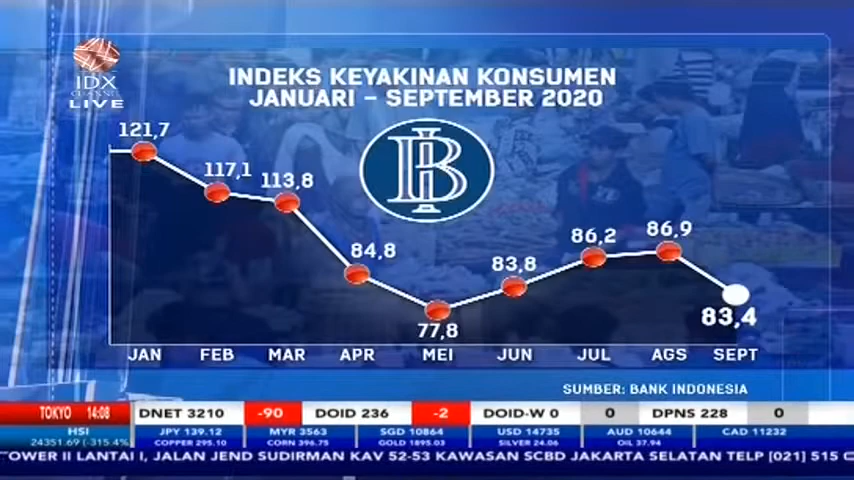 IDX
CHANNEL
LIVE
INDEKS KEYAKINAN KONSUMEN
JANUARI – SEPTEMBER 2020
BI
121,7
117,1
113,8
84,8
77,8
83,8
86,2
86,9
83,4
JAN FEB MAR APR MEI JUN JUL AGS SEPT
SUMBER: BANK INDONESIA
TOKYO 14:08 DNET 3210 -90 DOID 236 -2 DOID-W 0 0 DPNS 228 0
HSI JPY 139.12 MYR 3563 SGD 10864 USD 14735 AUD 10644 CAD 11232
24351.69 (-315.4% COPPER 295.10 CORN 396.75 GOLD 1895.03 SILVER 24.06 OIL 37.94
OWER II LANTAI I, JALAN JEND SUDIRMAN KAV 52-53 KAWASAN SCBD JAKARTA SELATAN TELP [021] 515